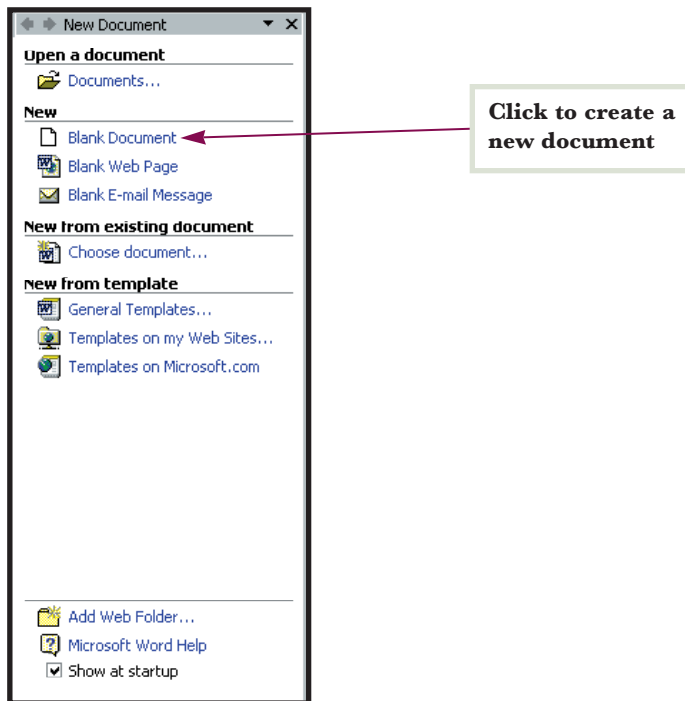 New Document
Open a document
Documents...
New
Blank Document
Blank Web Page
Blank E-mail Message
New from existing document
Choose document...
New from template
General Templates...
Templates on my Web Sites...
Templates on Microsoft.com
Add Web Folder...
Microsoft Word Help
Show at startup
Click to create a
new document